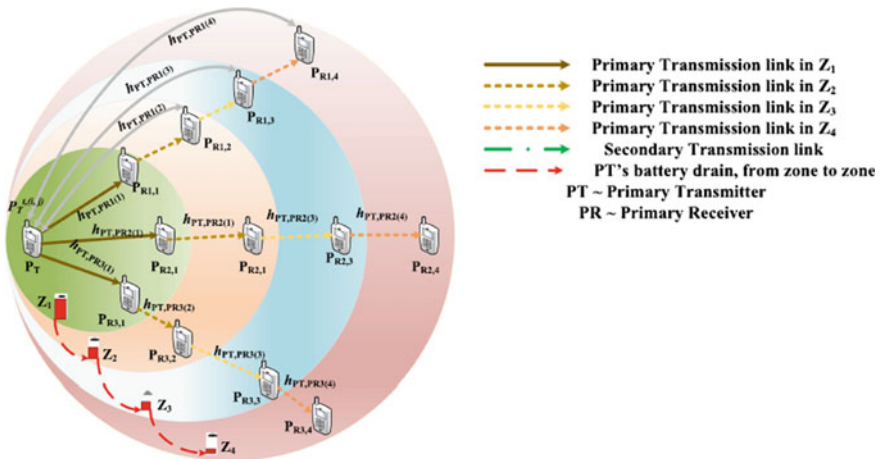 h_PT,PR1(4)
P_R1,4
h_PT,PR1(3)
P_R1,3
h_PT,PR1(2)
P_R1,2
P_R1,1
P_T^t,(i, j)
h_PT,PR1(1)
h_PT,PR2(1)
h_PT,PR2(1)
h_PT,PR2(3)
h_PT,PR2(4)
P_T
P_R2,1
P_R2,1
P_R2,3
P_R2,4
h_PT,PR3(1)
Z_1
P_R3,1
h_PT,PR3(2)
Z_2
P_R3,2
h_PT,PR3(3)
Z_3
P_R3,3
h_PT,PR3(4)
Z_4
P_R3,4
Primary Transmission link in Z_1
Primary Transmission link in Z_2
Primary Transmission link in Z_3
Primary Transmission link in Z_4
Secondary Transmission link
PT's battery drain, from zone to zone
PT ~ Primary Transmitter
PR ~ Primary Receiver